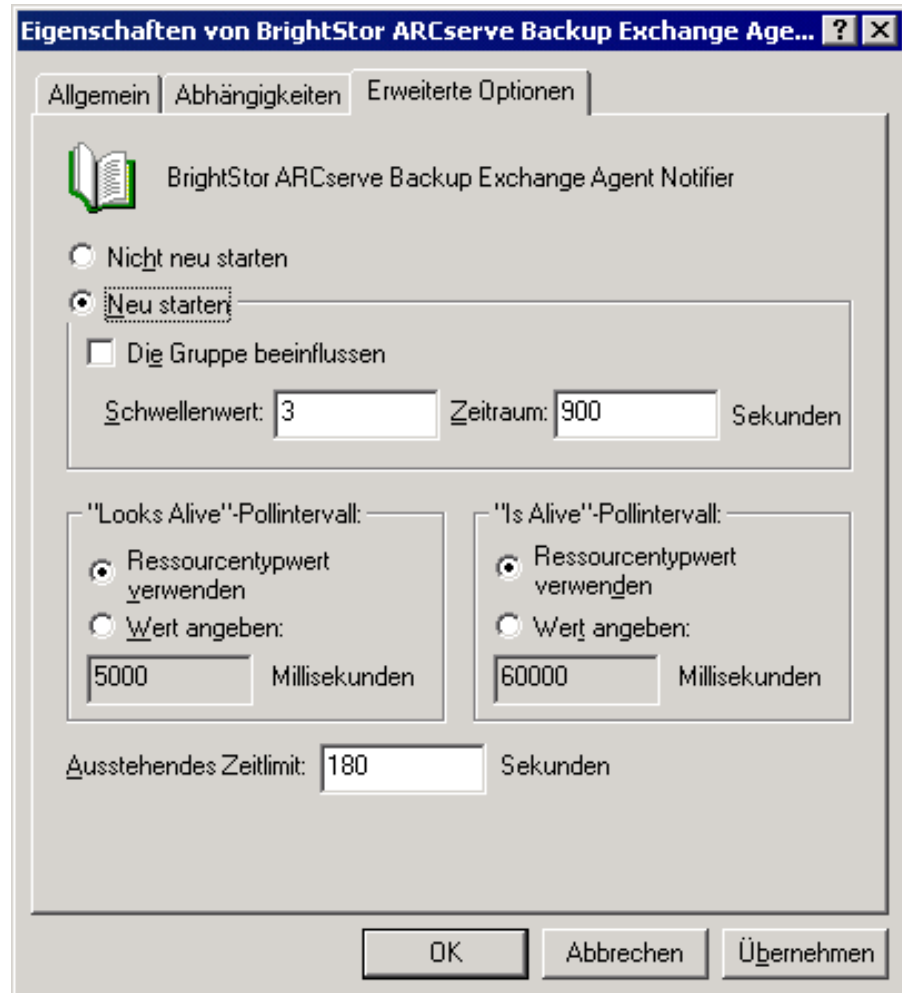 Eigenschaften von BrightStor ARCserve Backup Exchange Age...
Allgemein Abhängigkeiten Erweiterte Optionen
BrightStor ARCserve Backup Exchange Agent Notifier
Nicht neu starten
Neu starten
Die Gruppe beeinflussen
Schwellenwert: 3 Zeitraum: 900 Sekunden
"Looks Alive"-Pollintervall: "Is Alive"-Pollintervall:
Ressourcentypwert Ressourcentypwert
verwenden verwenden
Wert angeben: Wert angeben:
5000 Millisekunden 60000 Millisekunden
Ausstehendes Zeitlimit: 180 Sekunden
OK Abbrechen Übernehmen